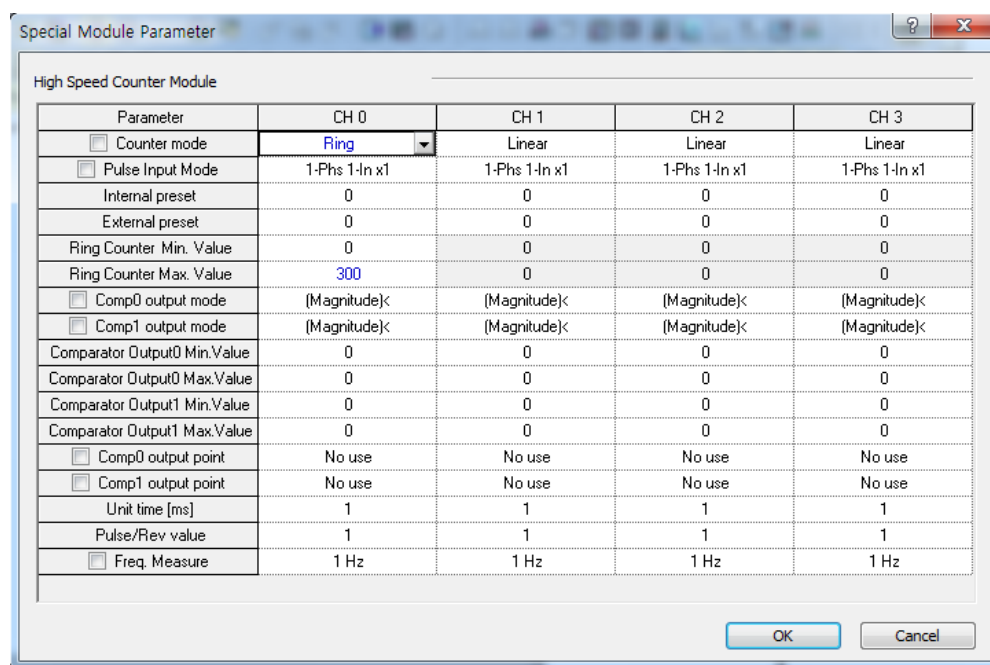 Special Module Parameter
High Speed Counter Module
Parameter CH 0 CH 1 CH 2 CH 3
Counter mode Ring Linear Linear Linear
Pulse Input Mode 1-Phs 1-In x1 1-Phs 1-In x1 1-Phs 1-In x1 1-Phs 1-In x1
Internal preset 0 0 0 0
External preset 0 0 0 0
Ring Counter Min. Value 0 0 0 0
Ring Counter Max. Value 300 0 0 0
Comp0 output mode (Magnitude)< (Magnitude)< (Magnitude)< (Magnitude)<
Comp1 output mode (Magnitude)< (Magnitude)< (Magnitude)< (Magnitude)<
Comparator Output0 Min.Value 0 0 0 0
Comparator Output0 Max.Value 0 0 0 0
Comparator Output1 Min.Value 0 0 0 0
Comparator Output1 Max.Value 0 0 0 0
Comp0 output point No use No use No use No use
Comp1 output point No use No use No use No use
Unit time [ms] 1 1 1 1
Pulse/Rev value 1 1 1 1
Freq. Measure 1 Hz 1 Hz 1 Hz 1 Hz
OK Cancel